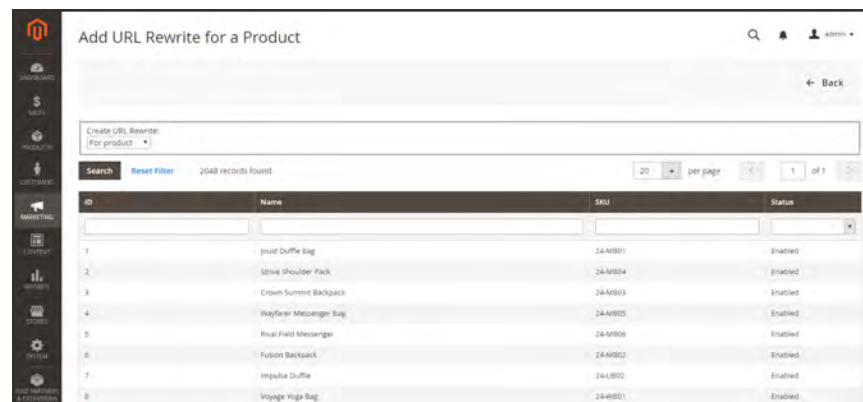 Add URL Rewrite for a Product
admin
← Back
DASHBOARD
SALES
PRODUCTS
CUSTOMERS
MARKETING
CONTENT
REPORTS
STORES
SYSTEM
FIND PARTNERS & EXTENSIONS
Create URL Rewrite:
For product
Search Reset Filter 2048 records found
20 per page 1 of 1
ID Name SKU Status
1 Joust Duffle Bag 24-MB01 Enabled
2 Strive Shoulder Pack 24-MB04 Enabled
3 Crown Summit Backpack 24-MB03 Enabled
4 Wayfarer Messenger Bag 24-MB05 Enabled
5 Rival Field Messenger 24-MB06 Enabled
6 Fusion Backpack 24-MB02 Enabled
7 Impulse Duffle 24-UB02 Enabled
8 Voyage Yoga Bag 24-WB01 Enabled